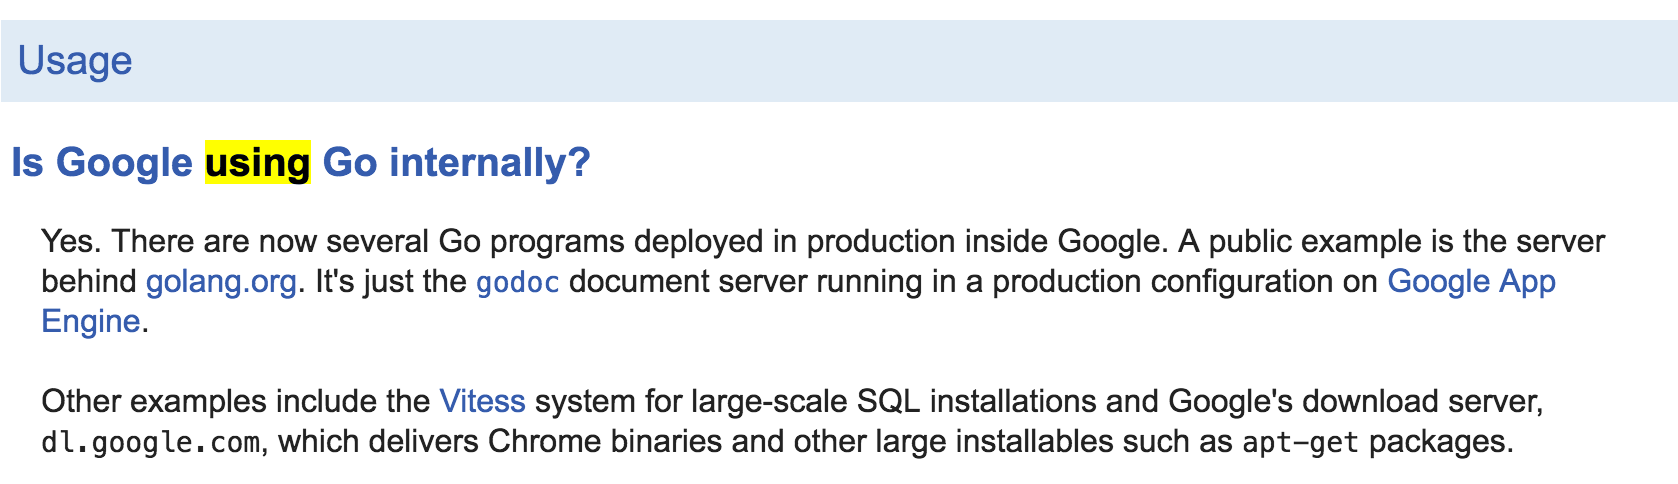 Usage
Is Google using Go internally?
Yes. There are now several Go programs deployed in production inside Google. A public example is the server
behind golang.org. It's just the godoc document server running in a production configuration on Google App
Engine.
Other examples include the Vitess system for large-scale SQL installations and Google's download server,
dl.google.com, which delivers Chrome binaries and other large installables such as apt-get packages.